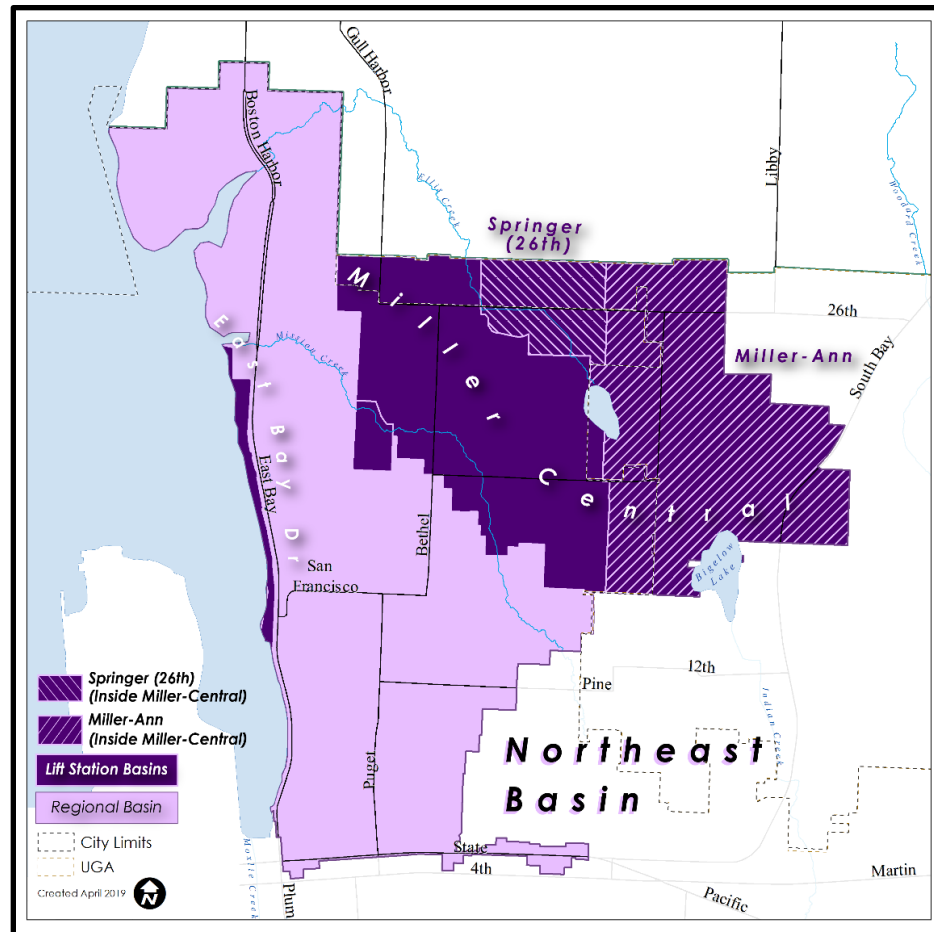 Gull Harbor
Boston Harbor
Libby
Ellis Creek
Woodard Creek
Springer
(26th)
Miller Central
26th
Miller-Ann
South Bay
Mission Creek
East Bay Dr
East Bay
Bethel
San
Francisco
Bigelow
Lake
12th
Pine
Indian Creek
Springer (26th)
(Inside Miller-Central)
Miller-Ann
(Inside Miller-Central)
Lift Station Basins
Regional Basin
City Limits
UGA
Created April 2019
N
Northeast
Basin
Puget
State
4th
Martin
Pacific
Plum
Moxlie Creek